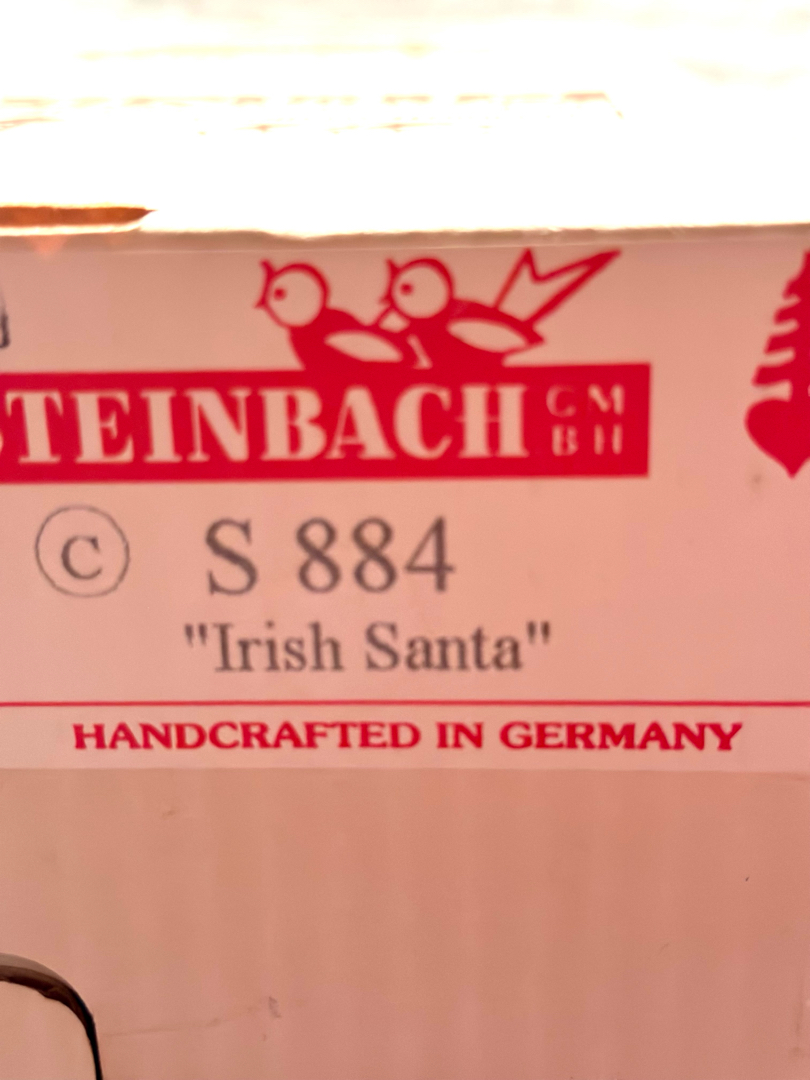 STEINBACH GMBH
© S 884
"Irish Santa"
HANDCRAFTED IN GERMANY